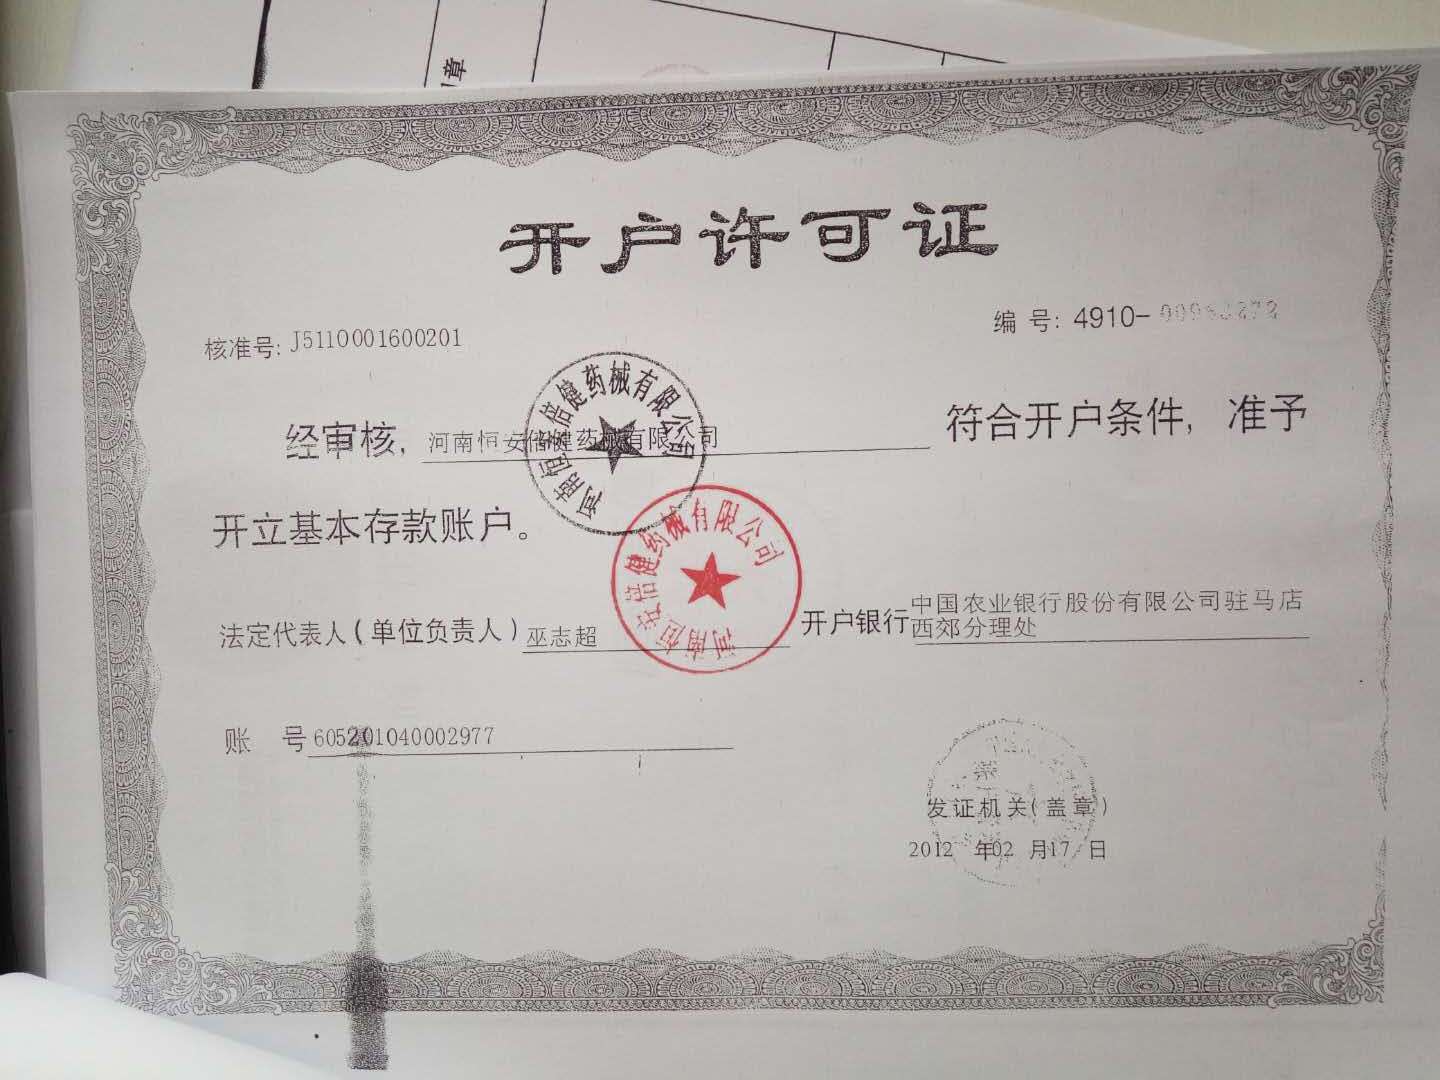 章
开户许可证
核准号: J5110001600201
编 号: 4910-
经审核, 河南恒安倍健药械有限公司 符合开户条件, 准予
开立基本存款账户。
河南恒安倍健药械有限公司
河南恒安倍健药械有限公司
法定代表人(单位负责人) 巫志超 开户银行 中国农业银行股份有限公司驻马店
西郊分理处
账 号 605201040002977
发证机关(盖章)
2012 年02 月17 日